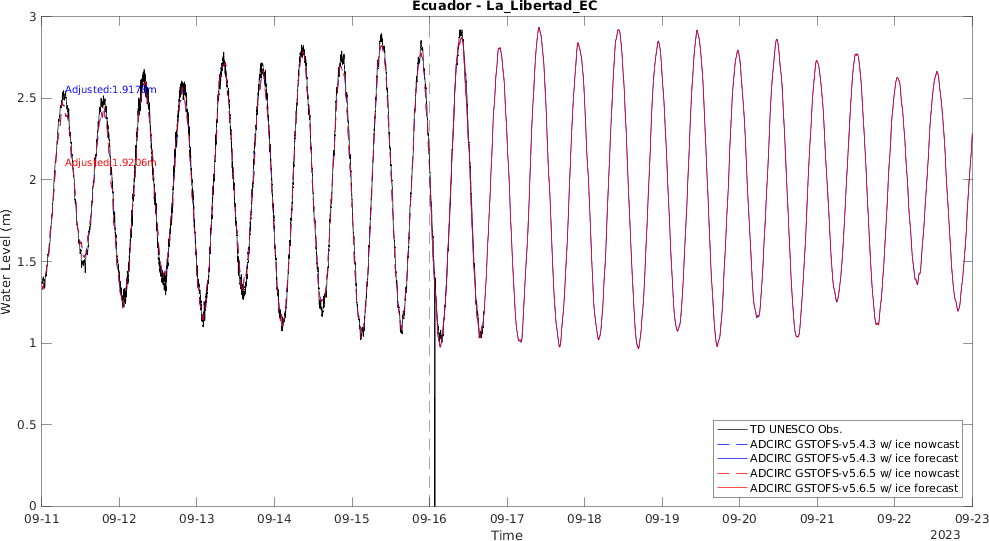 Ecuador - La_Libertad_EC
3
2.5
2
1.5
1
0.5
0
Water Level (m)
Adjusted:1.9206m
TD UNESCO Obs.
ADCIRC GSTOFS-v5.4.3 w/ ice nowcast
ADCIRC GSTOFS-v5.4.3 w/ ice forecast
ADCIRC GSTOFS-v5.6.5 w/ ice nowcast
ADCIRC GSTOFS-v5.6.5 w/ ice forecast
09-11 09-12 09-13 09-14 09-15 09-16 09-17 09-18 09-19 09-20 09-21 09-22 09-23
Time
2023